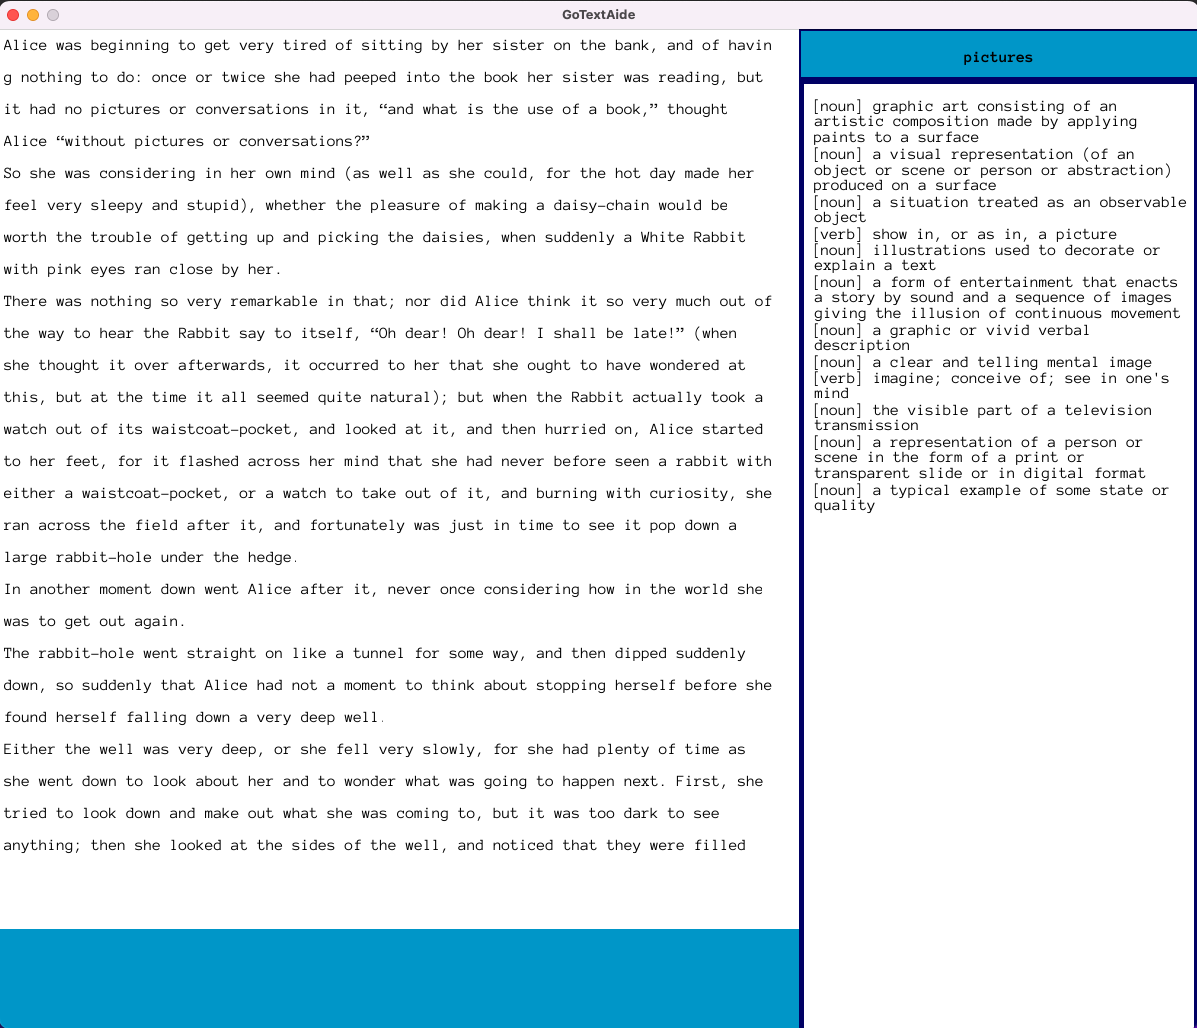 GoTextAide
Alice was beginning to get very tired of sitting by her sister on the bank, and of havin
g nothing to do: once or twice she had peeped into the book her sister was reading, but
it had no pictures or conversations in it, “and what is the use of a book,” thought
Alice “without pictures or conversations?”
So she was considering in her own mind (as well as she could, for the hot day made her
feel very sleepy and stupid), whether the pleasure of making a daisy-chain would be
worth the trouble of getting up and picking the daisies, when suddenly a White Rabbit
with pink eyes ran close by her.
There was nothing so very remarkable in that; nor did Alice think it so very much out of
the way to hear the Rabbit say to itself, “Oh dear! Oh dear! I shall be late!” (when
she thought it over afterwards, it occurred to her that she ought to have wondered at
this, but at the time it all seemed quite natural); but when the Rabbit actually took a
watch out of its waistcoat-pocket, and looked at it, and then hurried on, Alice started
to her feet, for it flashed across her mind that she had never before seen a rabbit with
either a waistcoat-pocket, or a watch to take out of it, and burning with curiosity, she
ran across the field after it, and fortunately was just in time to see it pop down a
large rabbit-hole under the hedge.
In another moment down went Alice after it, never once considering how in the world she
was to get out again.
The rabbit-hole went straight on like a tunnel for some way, and then dipped suddenly
down, so suddenly that Alice had not a moment to think about stopping herself before she
found herself falling down a very deep well.
Either the well was very deep, or she fell very slowly, for she had plenty of time as
she went down to look about her and to wonder what was going to happen next. First, she
tried to look down and make out what she was coming to, but it was too dark to see
anything; then she looked at the sides of the well, and noticed that they were filled
pictures
[noun] graphic art consisting of an
artistic composition made by applying
paints to a surface
[noun] a visual representation (of an
object or scene or person or abstraction)
produced on a surface
[noun] a situation treated as an observable
object
[verb] show in, or as in, a picture
[noun] illustrations used to decorate or
explain a text
[noun] a form of entertainment that enacts
a story by sound and a sequence of images
giving the illusion of continuous movement
[noun] a graphic or vivid verbal
description
[noun] a clear and telling mental image
[verb] imagine; conceive of; see in one's
mind
[noun] the visible part of a television
transmission
[noun] a representation of a person or
scene in the form of a print or
transparent slide or in digital format
[noun] a typical example of some state or
quality